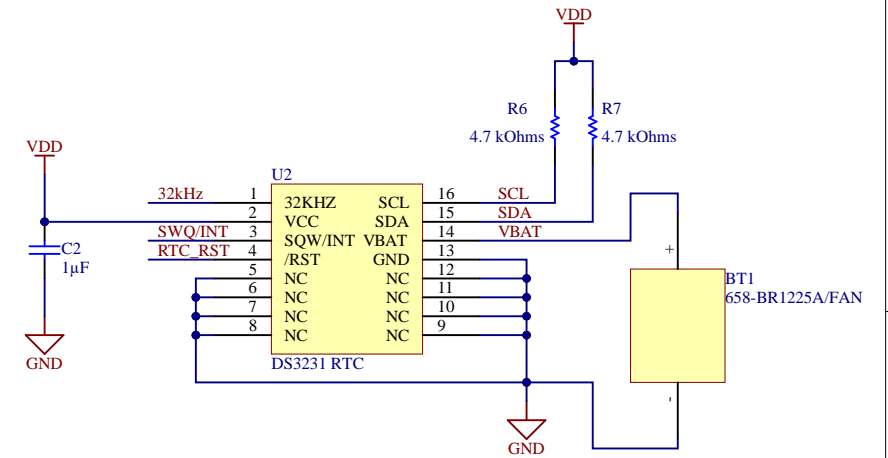 VDD
R6
R7
4.7 kOhms
4.7 kOhms
VDD
U2
32kHz
1
32KHZ
SCL
16
SCL
2
VCC
SDA
15
SDA
SWQ/INT
3
SQW/INT
VBAT
14
VBAT
RTC_RST
4
/RST
GND
13
5
NC
NC
12
6
NC
NC
11
7
NC
NC
10
8
NC
NC
9
DS3231 RTC
C2
1µF
GND
+
BT1
658-BR1225A/FAN
-
GND